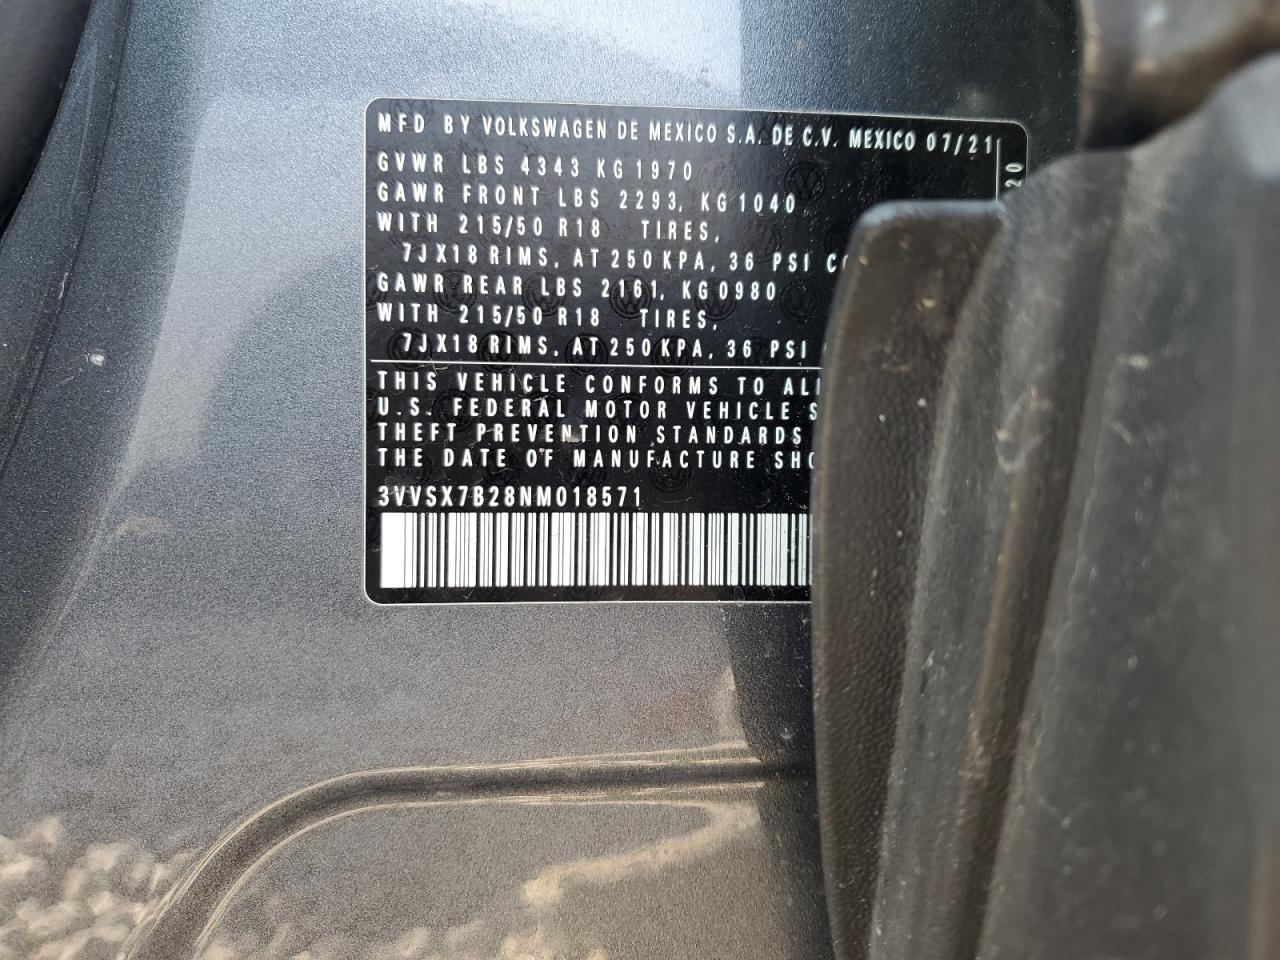 MFD BY VOLKSWAGEN DE MEXICO S.A. DE C.V. MEXICO 07/21
20
GVWR LBS 4343 KG 1970
GAWR FRONT LBS 2293, KG 1040
WITH 215/50 R18 TIRES,
7JX18 RIMS, AT 250 KPA, 36 PSI
GAWR REAR LBS 2161, KG 0980
WITH 215/50 R18 TIRES,
7JX18 RIMS, AT 250 KPA, 36 PSI
THIS VEHICLE CONFORMS TO
U.S. FEDERAL MOTOR VEHICLE
THEFT PREVENTION STANDARDS
THE DATE OF MANUFACTURE
3VVSX7B28NM018571